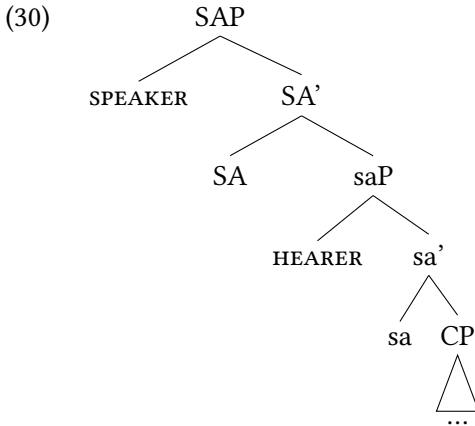 (30) SAP
SPEAKER SA’
SA saP
HEARER sa’
sa CP
...